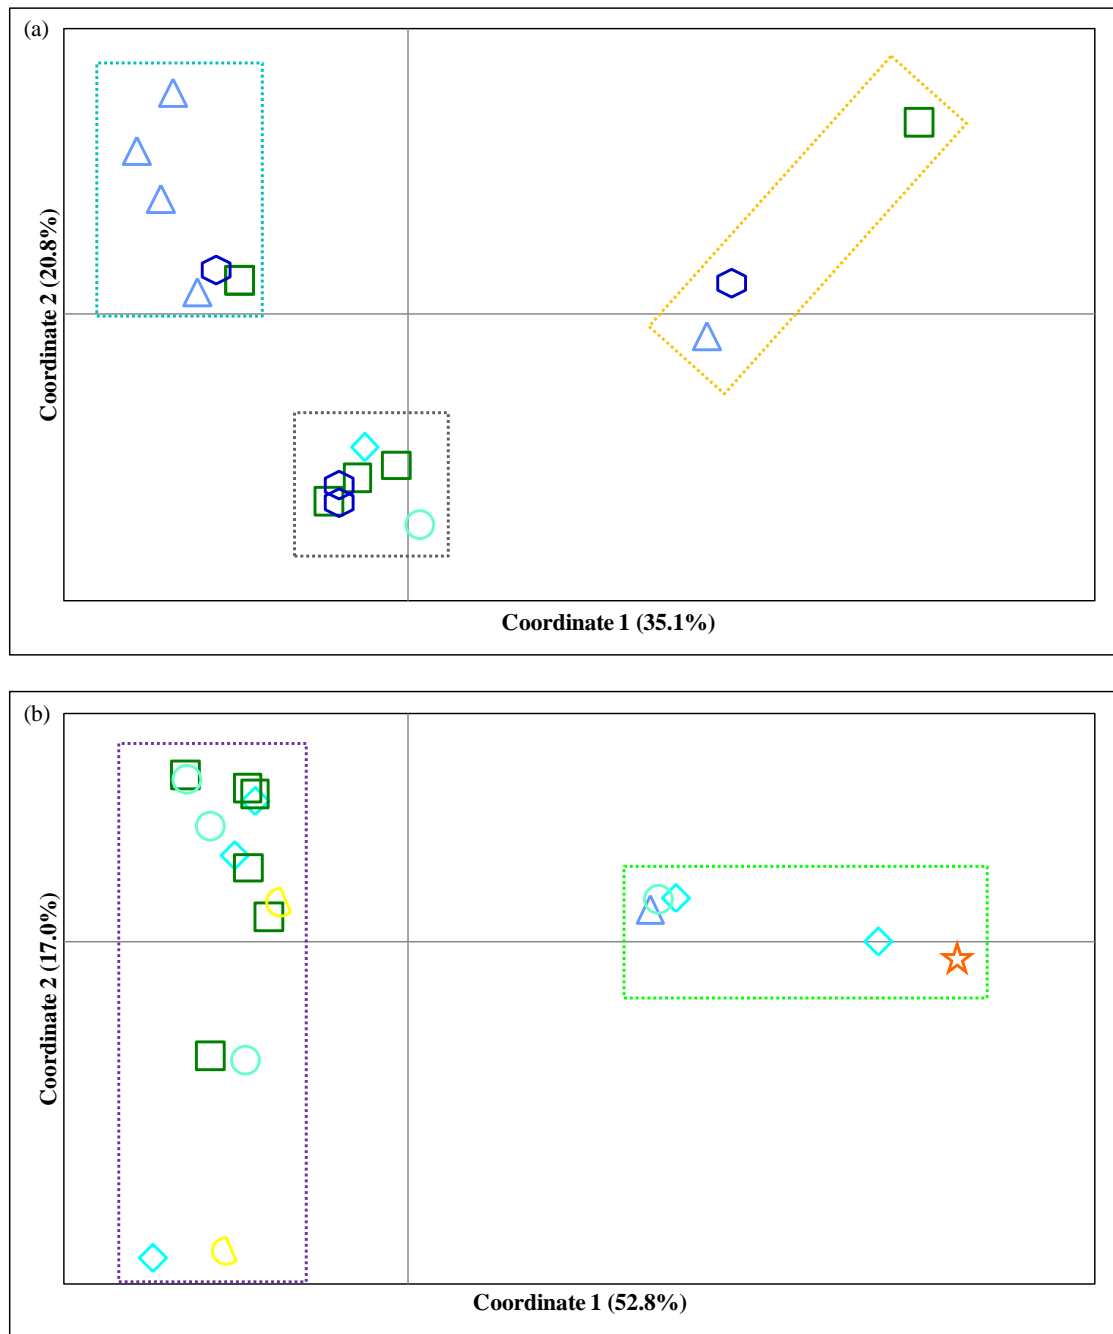 (a)
Coordinate 2 (20.8%)
Coordinate 1 (35.1%)
(b)
Coordinate 2 (17.0%)
Coordinate 1 (52.8%)